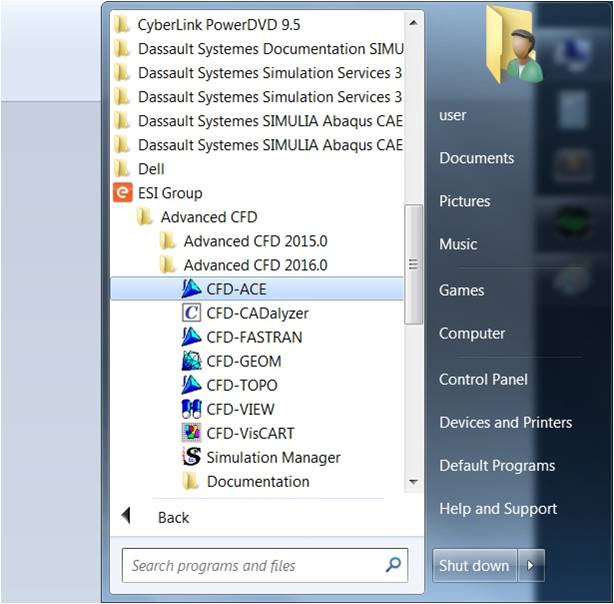 CyberLink PowerDVD 9.5
Dassault Systemes Documentation SIMU
Dassault Systemes Simulation Services 3
Dassault Systemes Simulation Services 3
Dassault Systemes SIMULIA Abaqus CAE
Dassault Systemes SIMULIA Abaqus CAE
Dell
ESI Group
Advanced CFD
Advanced CFD 2015.0
Advanced CFD 2016.0
CFD-ACE
CFD-CADalyzer
CFD-FASTRAN
CFD-GEOM
CFD-TOPO
CFD-VIEW
CFD-VisCART
Simulation Manager
Documentation
Back
Search programs and files
user
Documents
Pictures
Music
Games
Computer
Control Panel
Devices and Printers
Default Programs
Help and Support
Shut down